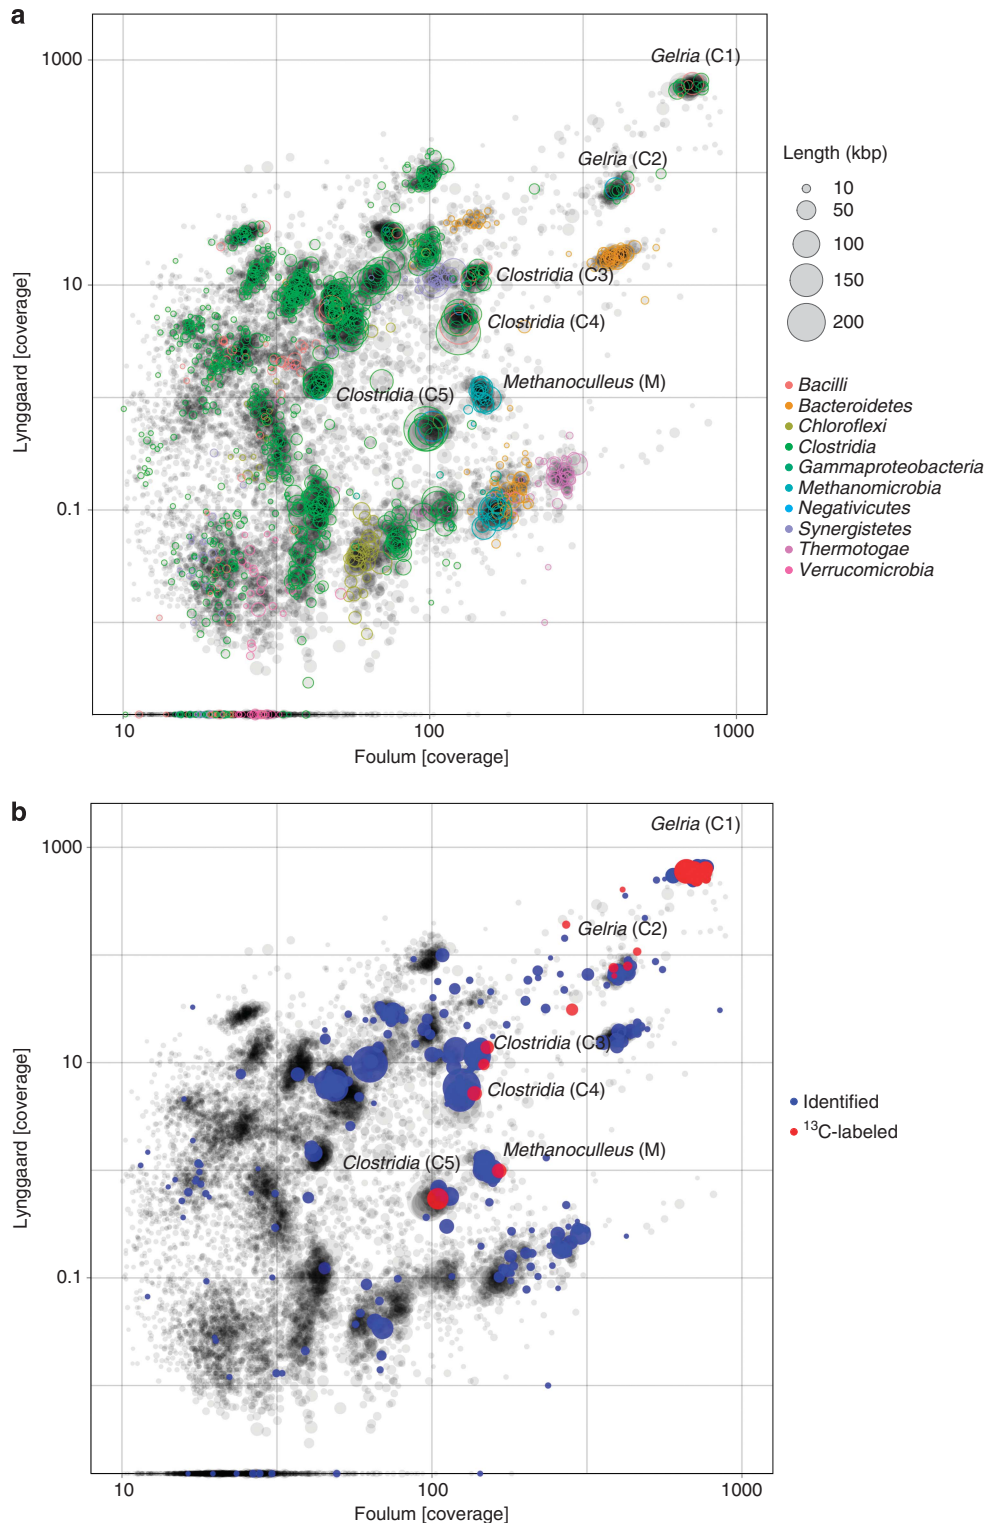 a
1000
10
0.1
Lynggaard [coverage]
Gelria (C1)
Gelria (C2)
Clostridia (C3)
Clostridia (C4)
Methanoculleus (M)
Clostridia (C5)
10
100
1000
Foulum [coverage]
Length (kbp)
10
50
100
150
200
Bacilli
Bacteroidetes
Chloroflexi
Clostridia
Gammaproteobacteria
Methanomicrobia
Negativicutes
Synergistetes
Thermotogae
Verrucomicrobia
b
1000
10
0.1
Lynggaard [coverage]
Gelria (C1)
Gelria (C2)
Clostridia (C3)
Clostridia (C4)
Methanoculleus (M)
Clostridia (C5)
10
100
1000
Foulum [coverage]
Identified
13C-labeled